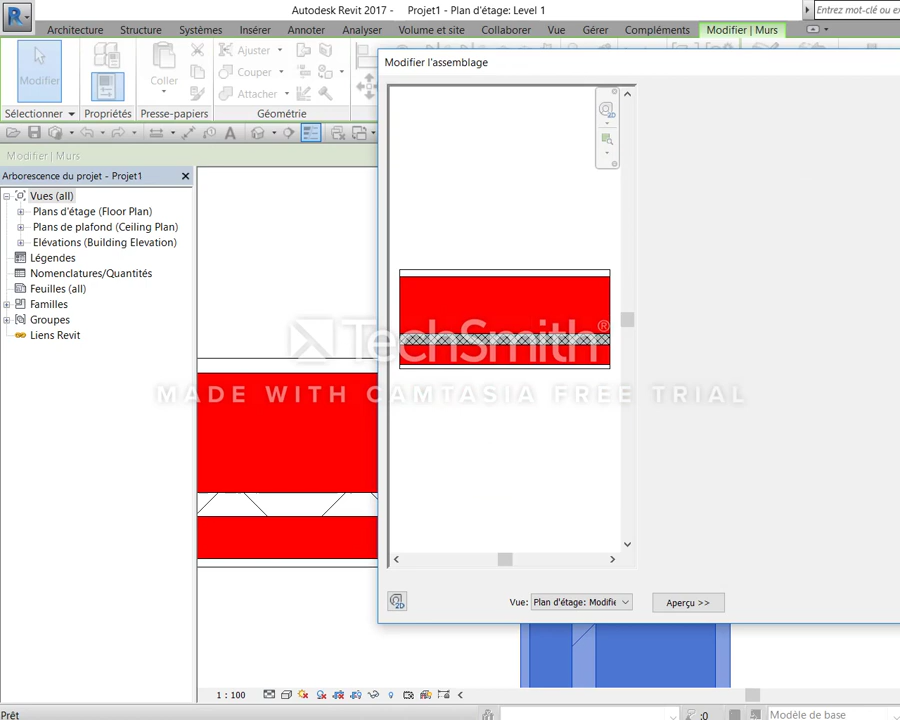 Autodesk Revit 2017 - Projet1 - Plan d'étage: Level 1
Entrez mot-clé ou
Architecture Structure Systèmes Insérer Annoter Analyser Volume et site Collaborer Vue Gérer Compléments Modifier | Murs
Modifier
Coller
Ajuster
Couper
Attacher
Sélectionner Propriétés Presse-papiers Géométrie
Modifier | Murs
Arborescence du projet - Projet1
Vues (all)
Plans d'étage (Floor Plan)
Plans de plafond (Ceiling Plan)
Elévations (Building Elevation)
Légendes
Nomenclatures/Quantités
Feuilles (all)
Familles
Groupes
Liens Revit
Modifier l'assemblage
2D
TechSmith®
MADE WITH CAMTASIA FREE TRIAL
2D
Vue: Plan d'étage: Modifie
Aperçu >>
1 : 100
Prêt
:0
Modèle de base